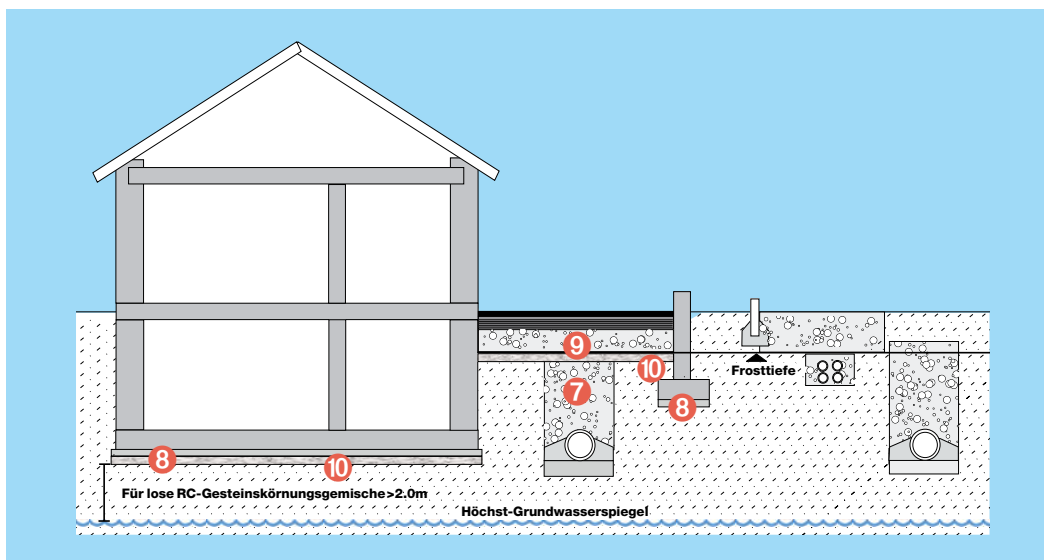 9
10
Frosttiefe
7
8
8
10
Für lose RC-Gesteinskörnungsgemische>2.0m
Höchst-Grundwasserspiegel